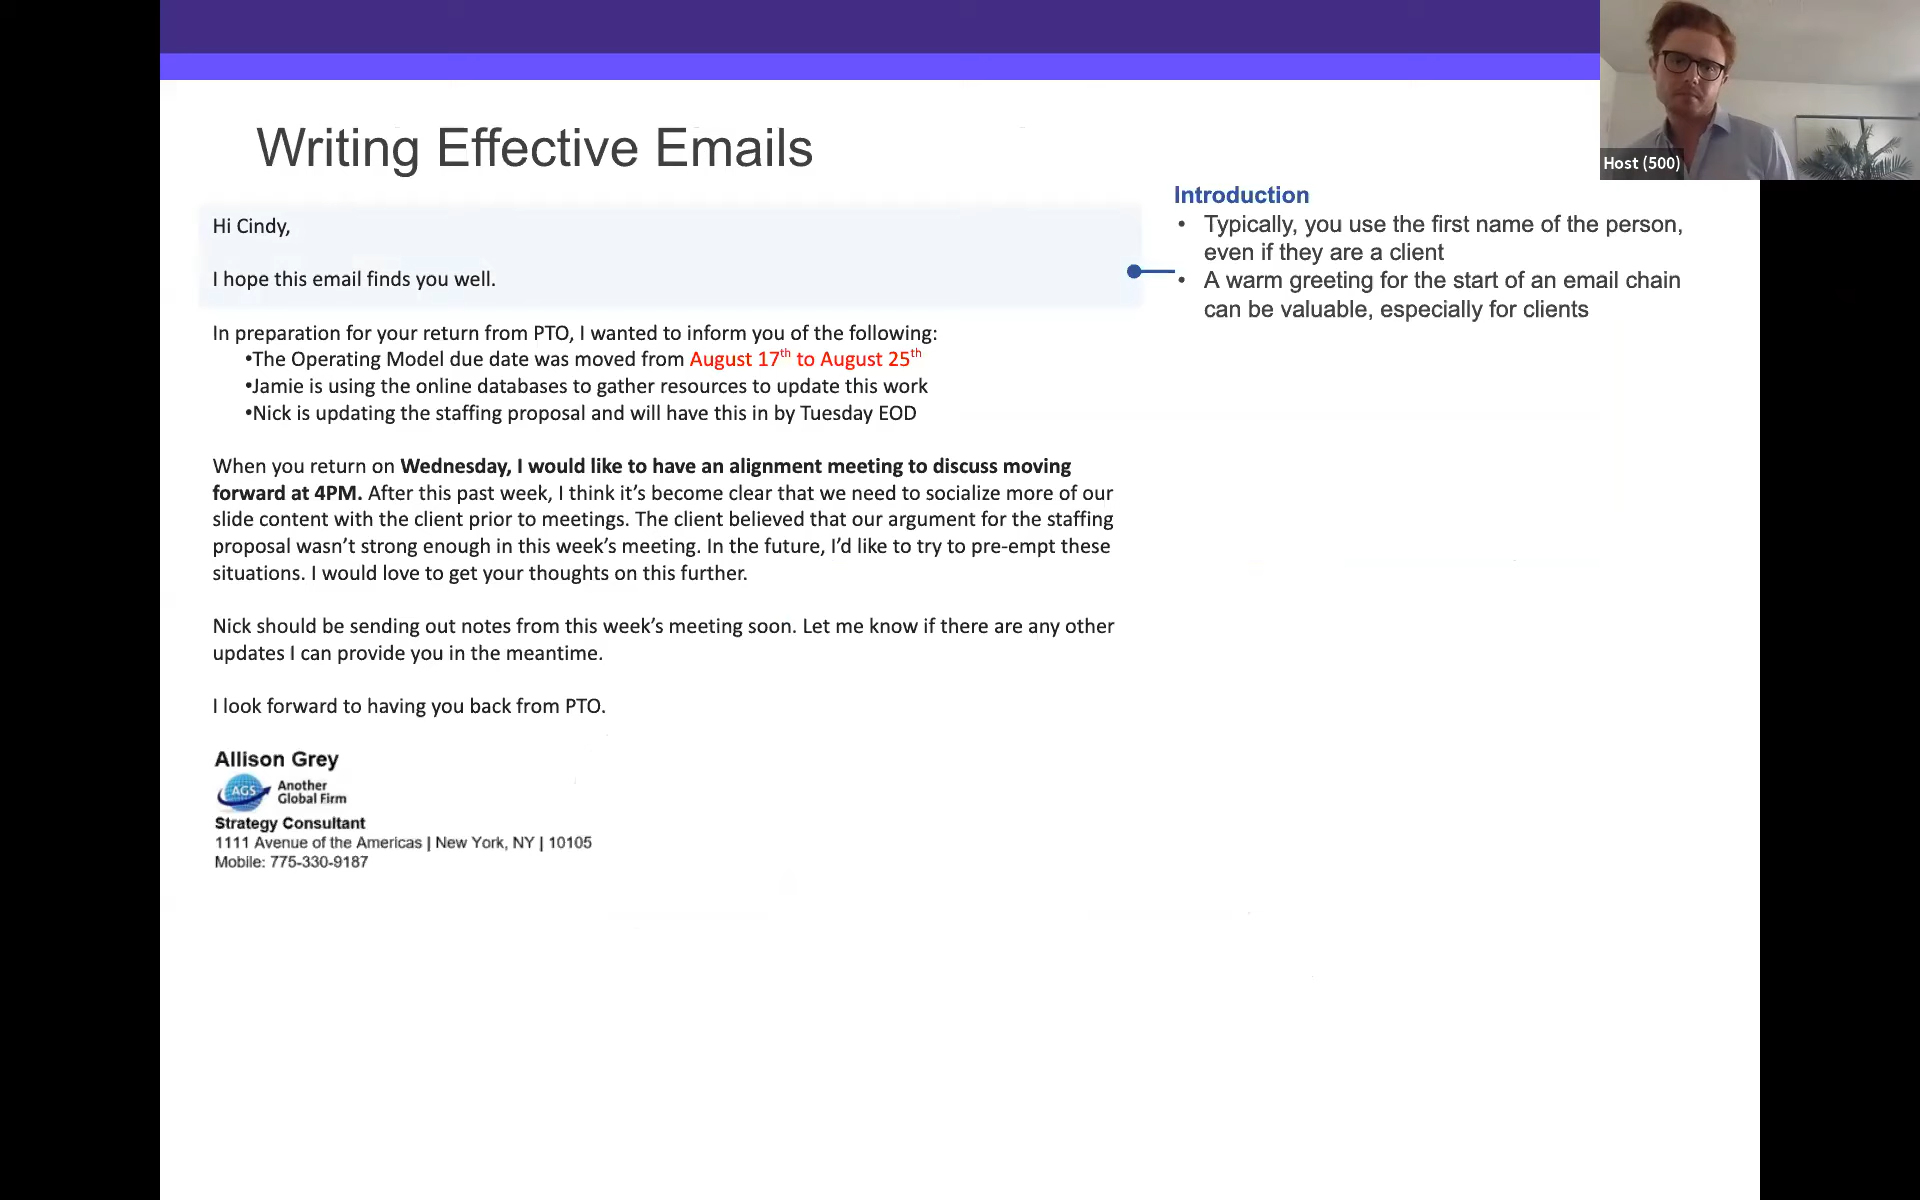 Writing Effective Emails
Host (500)
Hi Cindy,
I hope this email finds you well.
In preparation for your return from PTO, I wanted to inform you of the following:
•The Operating Model due date was moved from August 17th to August 25th
•Jamie is using the online databases to gather resources to update this work
•Nick is updating the staffing proposal and will have this in by Tuesday EOD
When you return on Wednesday, I would like to have an alignment meeting to discuss moving
forward at 4PM. After this past week, I think it’s become clear that we need to socialize more of our
slide content with the client prior to meetings. The client believed that our argument for the staffing
proposal wasn’t strong enough in this week’s meeting. In the future, I’d like to try to pre-empt these
situations. I would love to get your thoughts on this further.
Nick should be sending out notes from this week’s meeting soon. Let me know if there are any other
updates I can provide you in the meantime.
I look forward to having you back from PTO.
Allison Grey
AGS
Another
Global Firm
Strategy Consultant
1111 Avenue of the Americas | New York, NY | 10105
Mobile: 775-330-9187
Introduction
• Typically, you use the first name of the person,
even if they are a client
• A warm greeting for the start of an email chain
can be valuable, especially for clients